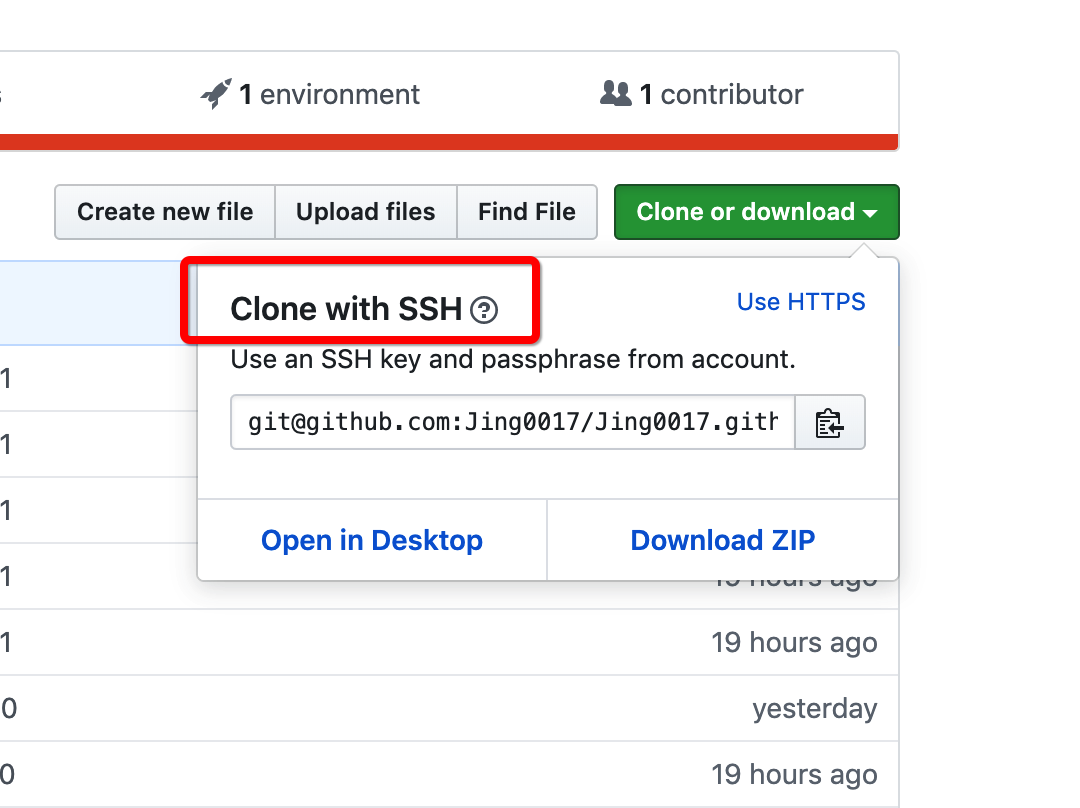 1 environment
1 contributor
Create new file
Upload files
Find File
Clone or download
Clone with SSH ?
Use HTTPS
Use an SSH key and passphrase from account.
git@github.com:Jing0017/Jing0017.gith
Open in Desktop
Download ZIP
1
1
1
1
hours ago
1
19 hours ago
0
yesterday
0
19 hours ago